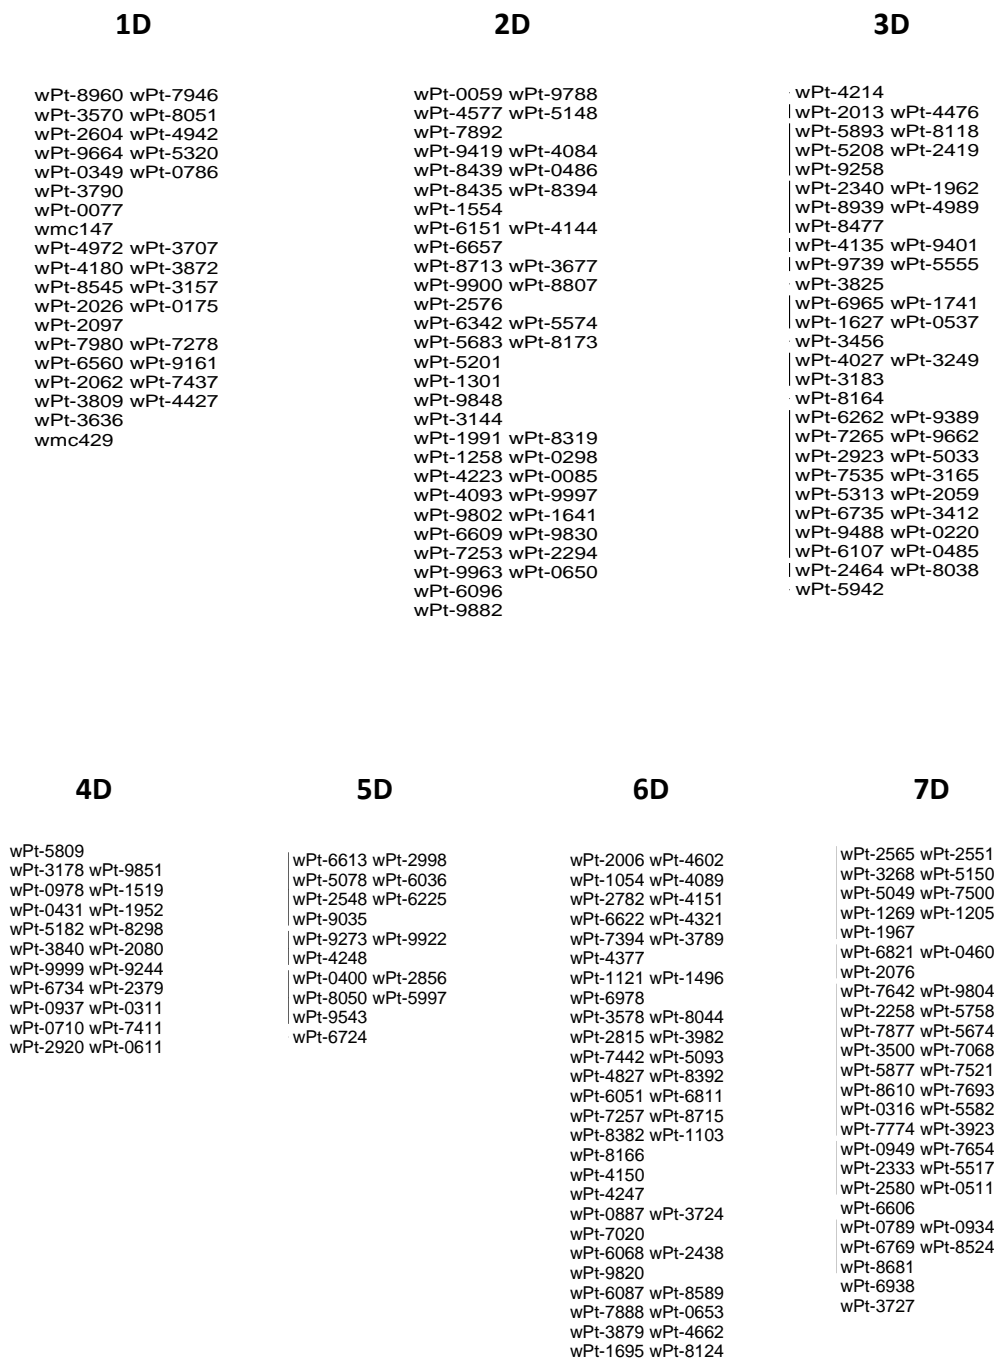 1D
wPt-8960 wPt-7946
wPt-3570 wPt-8051
wPt-2604 wPt-4942
wPt-9664 wPt-5320
wPt-0349 wPt-0786
wPt-3790
wPt-0077
wmc147
wPt-4972 wPt-3707
wPt-4180 wPt-3872
wPt-8545 wPt-3157
wPt-2026 wPt-0175
wPt-2097
wPt-7980 wPt-7278
wPt-6560 wPt-9161
wPt-2062 wPt-7437
wPt-3809 wPt-4427
wPt-3636
wmc429
2D
wPt-0059 wPt-9788
wPt-4577 wPt-5148
wPt-7892
wPt-9419 wPt-4084
wPt-8439 wPt-0486
wPt-8435 wPt-8394
wPt-1554
wPt-6151 wPt-4144
wPt-6657
wPt-8713 wPt-3677
wPt-9900 wPt-8807
wPt-2576
wPt-6342 wPt-5574
wPt-5683 wPt-8173
wPt-5201
wPt-1301
wPt-9848
wPt-3144
wPt-1991 wPt-8319
wPt-1258 wPt-0298
wPt-4223 wPt-0085
wPt-4093 wPt-9997
wPt-9802 wPt-1641
wPt-6609 wPt-9830
wPt-7253 wPt-2294
wPt-9963 wPt-0650
wPt-6096
wPt-9882
3D
wPt-4214
wPt-2013 wPt-4476
wPt-5893 wPt-8118
wPt-5208 wPt-2419
wPt-9258
wPt-2340 wPt-1962
wPt-8939 wPt-4989
wPt-8477
wPt-4135 wPt-9401
wPt-9739 wPt-5555
wPt-3825
wPt-6965 wPt-1741
wPt-1627 wPt-0537
wPt-3456
wPt-4027 wPt-3249
wPt-3183
wPt-8164
wPt-6262 wPt-9389
wPt-7265 wPt-9662
wPt-2923 wPt-5033
wPt-7535 wPt-3165
wPt-5313 wPt-2059
wPt-6735 wPt-3412
wPt-9488 wPt-0220
wPt-6107 wPt-0485
wPt-2464 wPt-8038
wPt-5942
4D
wPt-5809
wPt-3178 wPt-9851
wPt-0978 wPt-1519
wPt-0431 wPt-1952
wPt-5182 wPt-8298
wPt-3840 wPt-2080
wPt-9999 wPt-9244
wPt-6734 wPt-2379
wPt-0937 wPt-0311
wPt-0710 wPt-7411
wPt-2920 wPt-0611
5D
wPt-6613 wPt-2998
wPt-5078 wPt-6036
wPt-2548 wPt-6225
wPt-9035
wPt-9273 wPt-9922
wPt-4248
wPt-0400 wPt-2856
wPt-8050 wPt-5997
wPt-9543
wPt-6724
6D
wPt-2006 wPt-4602
wPt-1054 wPt-4089
wPt-2782 wPt-4151
wPt-6622 wPt-4321
wPt-7394 wPt-3789
wPt-4377
wPt-1121 wPt-1496
wPt-6978
wPt-3578 wPt-8044
wPt-2815 wPt-3982
wPt-7442 wPt-5093
wPt-4827 wPt-8392
wPt-6051 wPt-6811
wPt-7257 wPt-8715
wPt-8382 wPt-1103
wPt-8166
wPt-4150
wPt-4247
wPt-0887 wPt-3724
wPt-7020
wPt-6068 wPt-2438
wPt-9820
wPt-6087 wPt-8589
wPt-7888 wPt-0653
wPt-3879 wPt-4662
wPt-1695 wPt-8124
7D
wPt-2565 wPt-2551
wPt-3268 wPt-5150
wPt-5049 wPt-7500
wPt-1269 wPt-1205
wPt-1967
wPt-6821 wPt-0460
wPt-2076
wPt-7642 wPt-9804
wPt-2258 wPt-5758
wPt-7877 wPt-5674
wPt-3500 wPt-7068
wPt-5877 wPt-7521
wPt-8610 wPt-7693
wPt-0316 wPt-5582
wPt-7774 wPt-3923
wPt-0949 wPt-7654
wPt-2333 wPt-5517
wPt-2580 wPt-0511
wPt-6606
wPt-0789 wPt-0934
wPt-6769 wPt-8524
wPt-8681
wPt-6938
wPt-3727